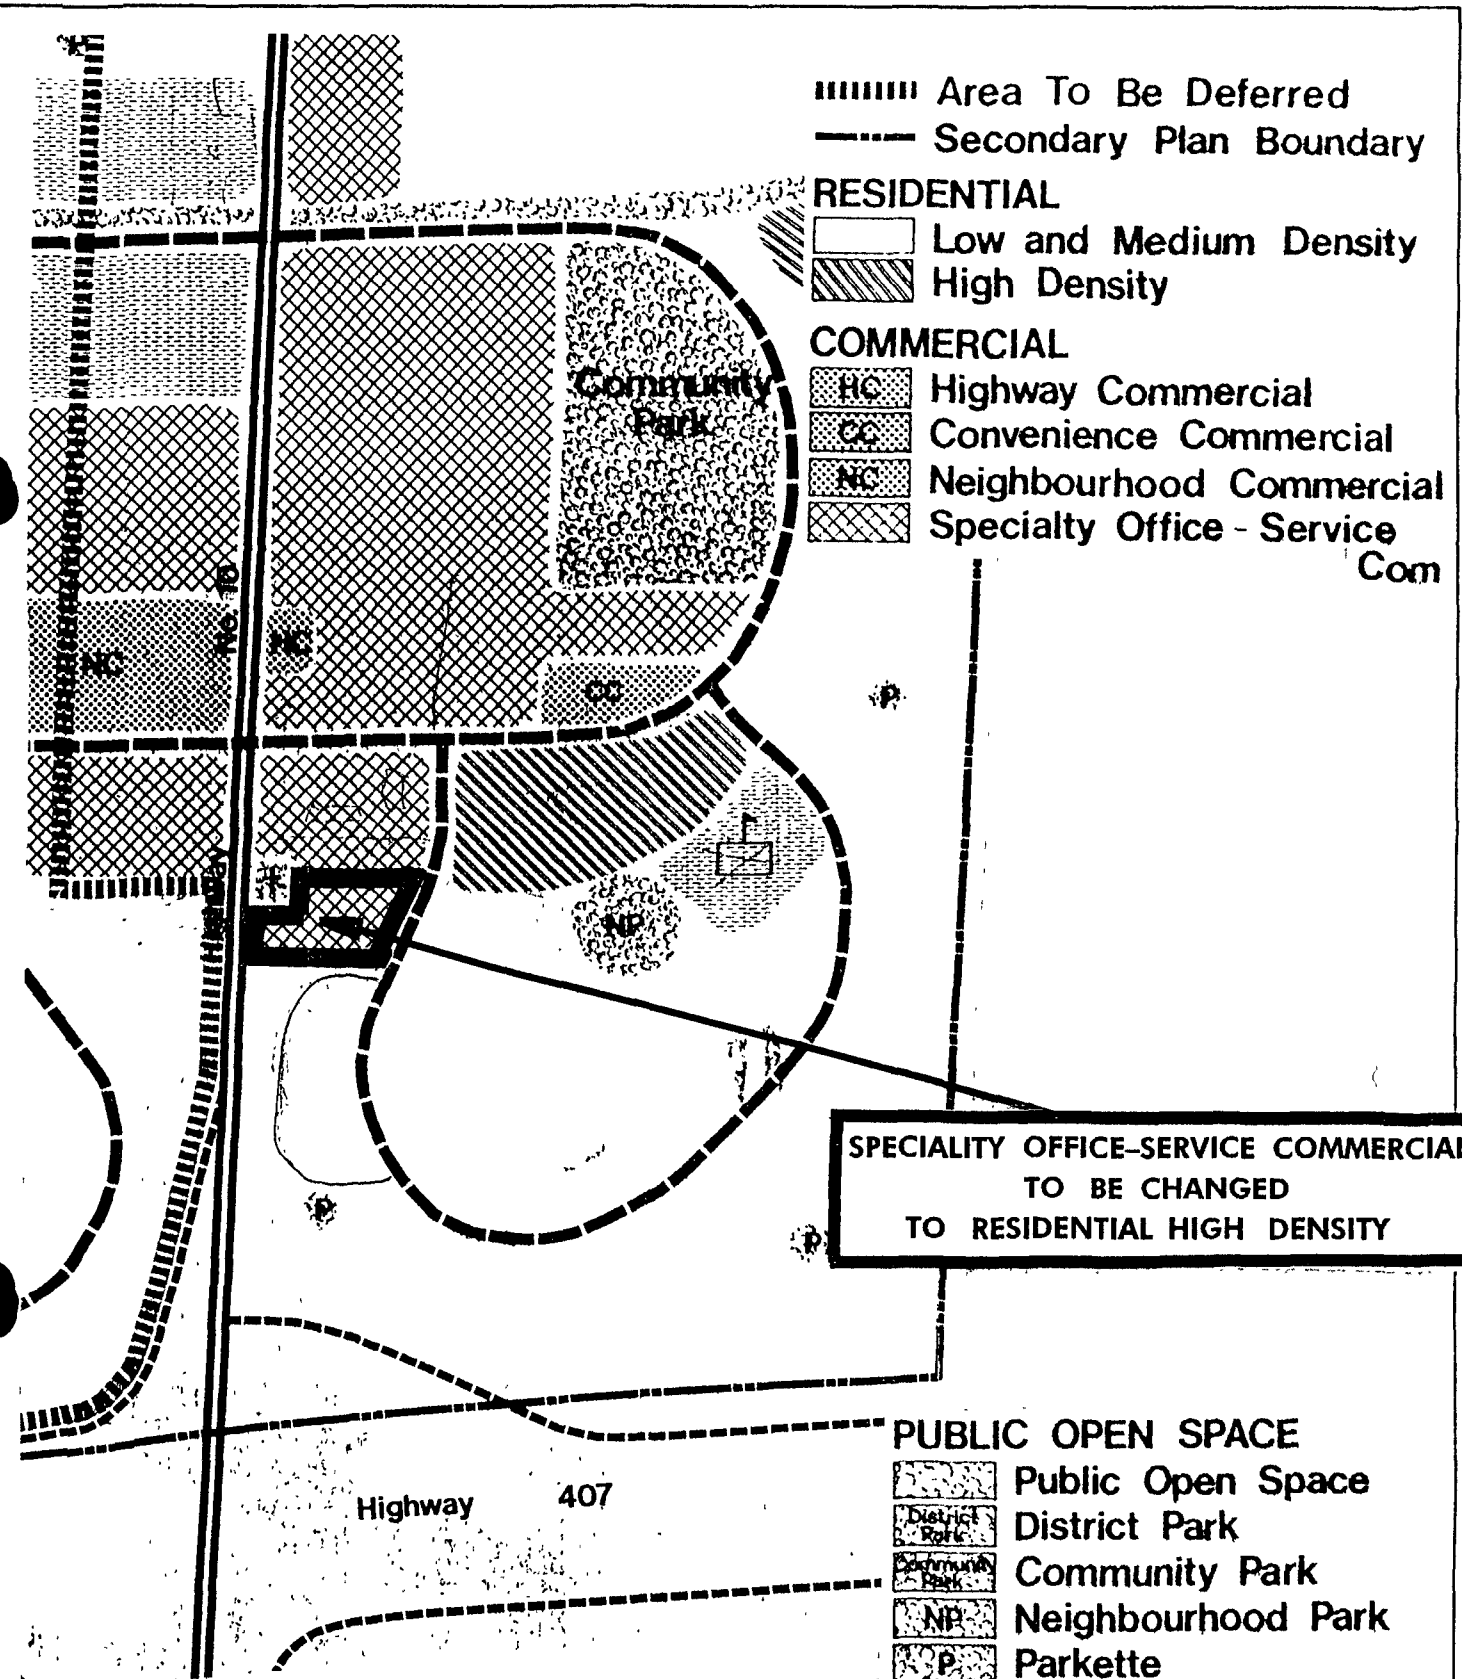 Area To Be Deferred
Secondary Plan Boundary
RESIDENTIAL
Low and Medium Density
High Density
COMMERCIAL
HC Highway Commercial
CC Convenience Commercial
NC Neighbourhood Commercial
Specialty Office - Service
Com
Community
Park
No. 10
NC
NC
CC
P
Highway
NP
SPECIALITY OFFICE–SERVICE COMMERCIAL
TO BE CHANGED
TO RESIDENTIAL HIGH DENSITY
P
P
Highway 407
PUBLIC OPEN SPACE
Public Open Space
District
Park
District Park
Community
Park
Community Park
NP Neighbourhood Park
P Parkette